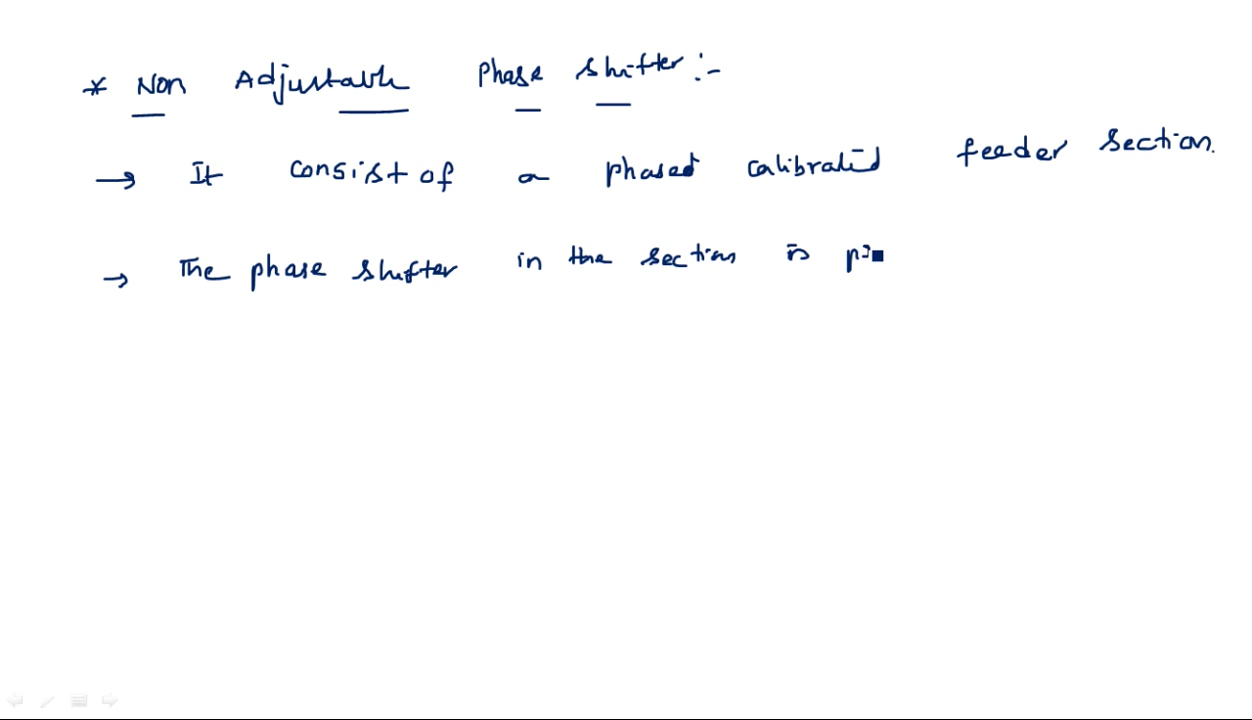 * Non Adjustable Phase shifter :-
→ It consist of a phased calibrated feeder section.
→ The phase shifter in the section is